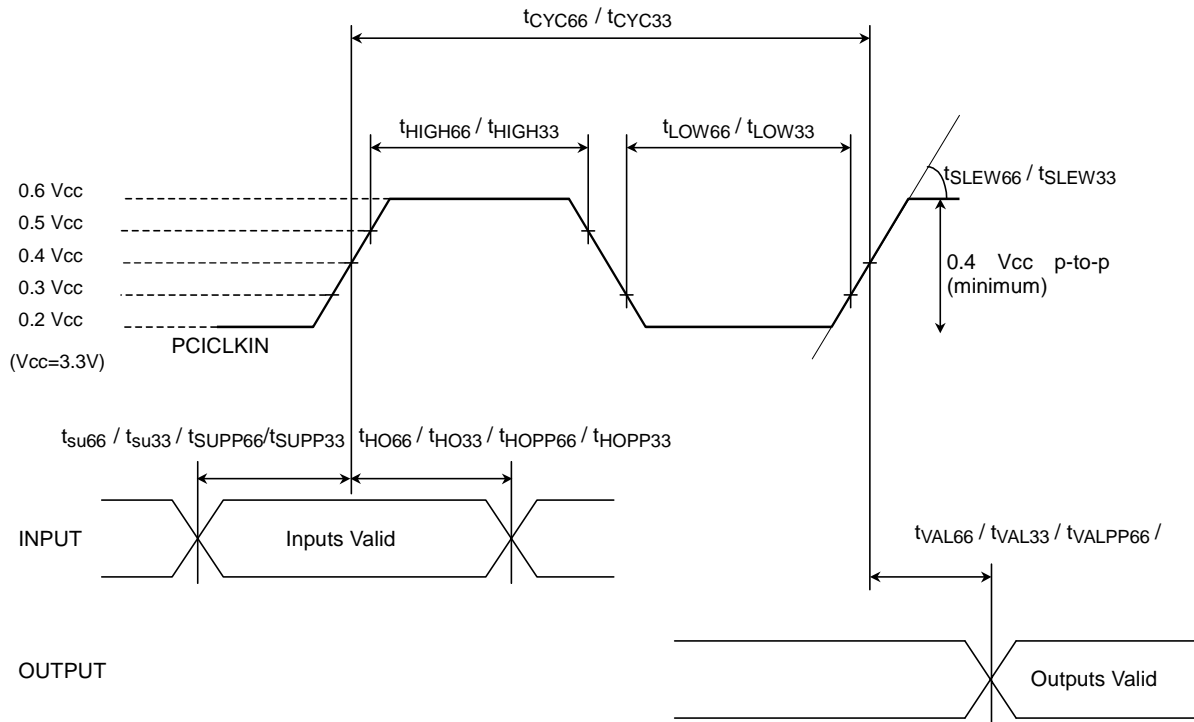 tCYC66 / tCYC33
tHIGH66 / tHIGH33
tLOW66 / tLOW33
tSLEW66 / tSLEW33
0.6 Vcc
0.5 Vcc
0.4 Vcc
0.3 Vcc
0.2 Vcc
0.4 Vcc p-to-p
(minimum)
PCICLKIN
(Vcc=3.3V)
tsu66 / tsu33 / tSUPP66/tSUPP33
tHO66 / tHO33 / tHOPP66 / tHOPP33
INPUT
Inputs Valid
tVAL66 / tVAL33 / tVALPP66 /
OUTPUT
Outputs Valid